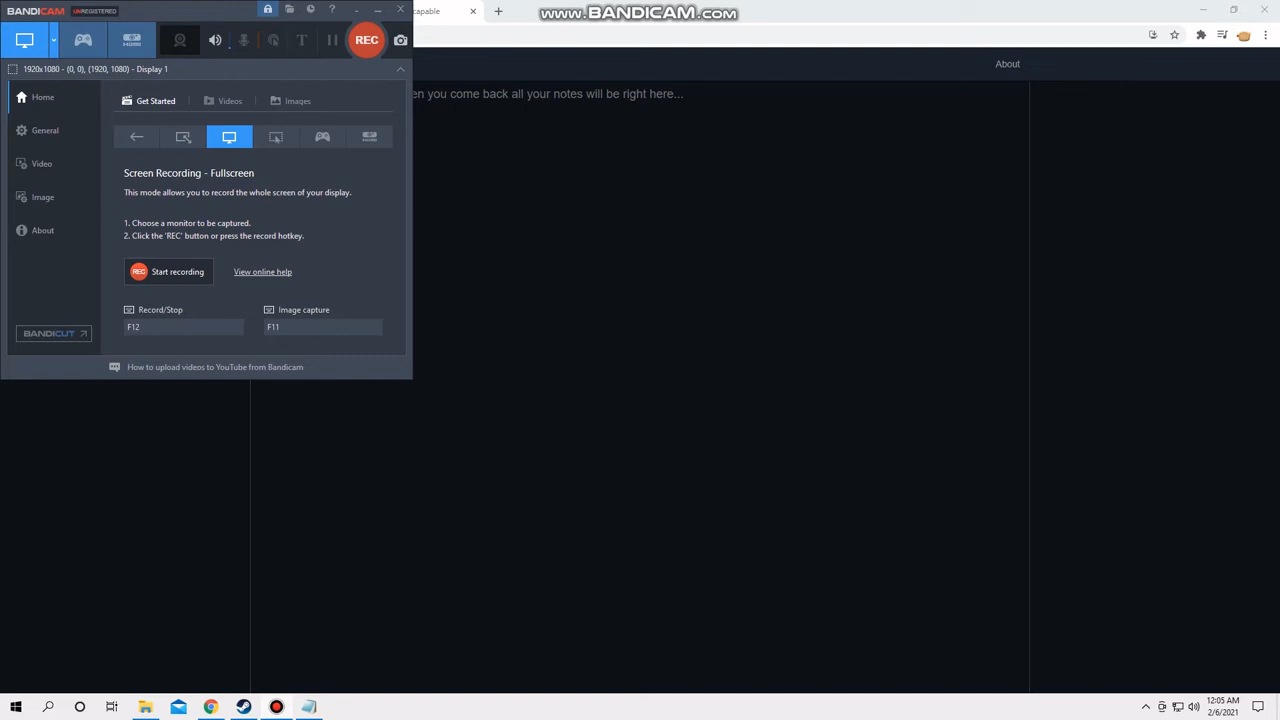 BANDICAM UNREGISTERED
?
www.BANDICAM.com
capable
REC
About
1920x1080 - (0, 0), (1920, 1080) - Display 1
Home
General
Video
Image
About
BANDICUT
Get Started
Videos
Images
Screen Recording - Fullscreen
This mode allows you to record the whole screen of your display.
1. Choose a monitor to be captured.
2. Click the 'REC' button or press the record hotkey.
REC Start recording
View online help
Record/Stop
Image capture
F12
F11
How to upload videos to YouTube from Bandicam
en you come back all your notes will be right here...
12:05 AM
2/6/2021